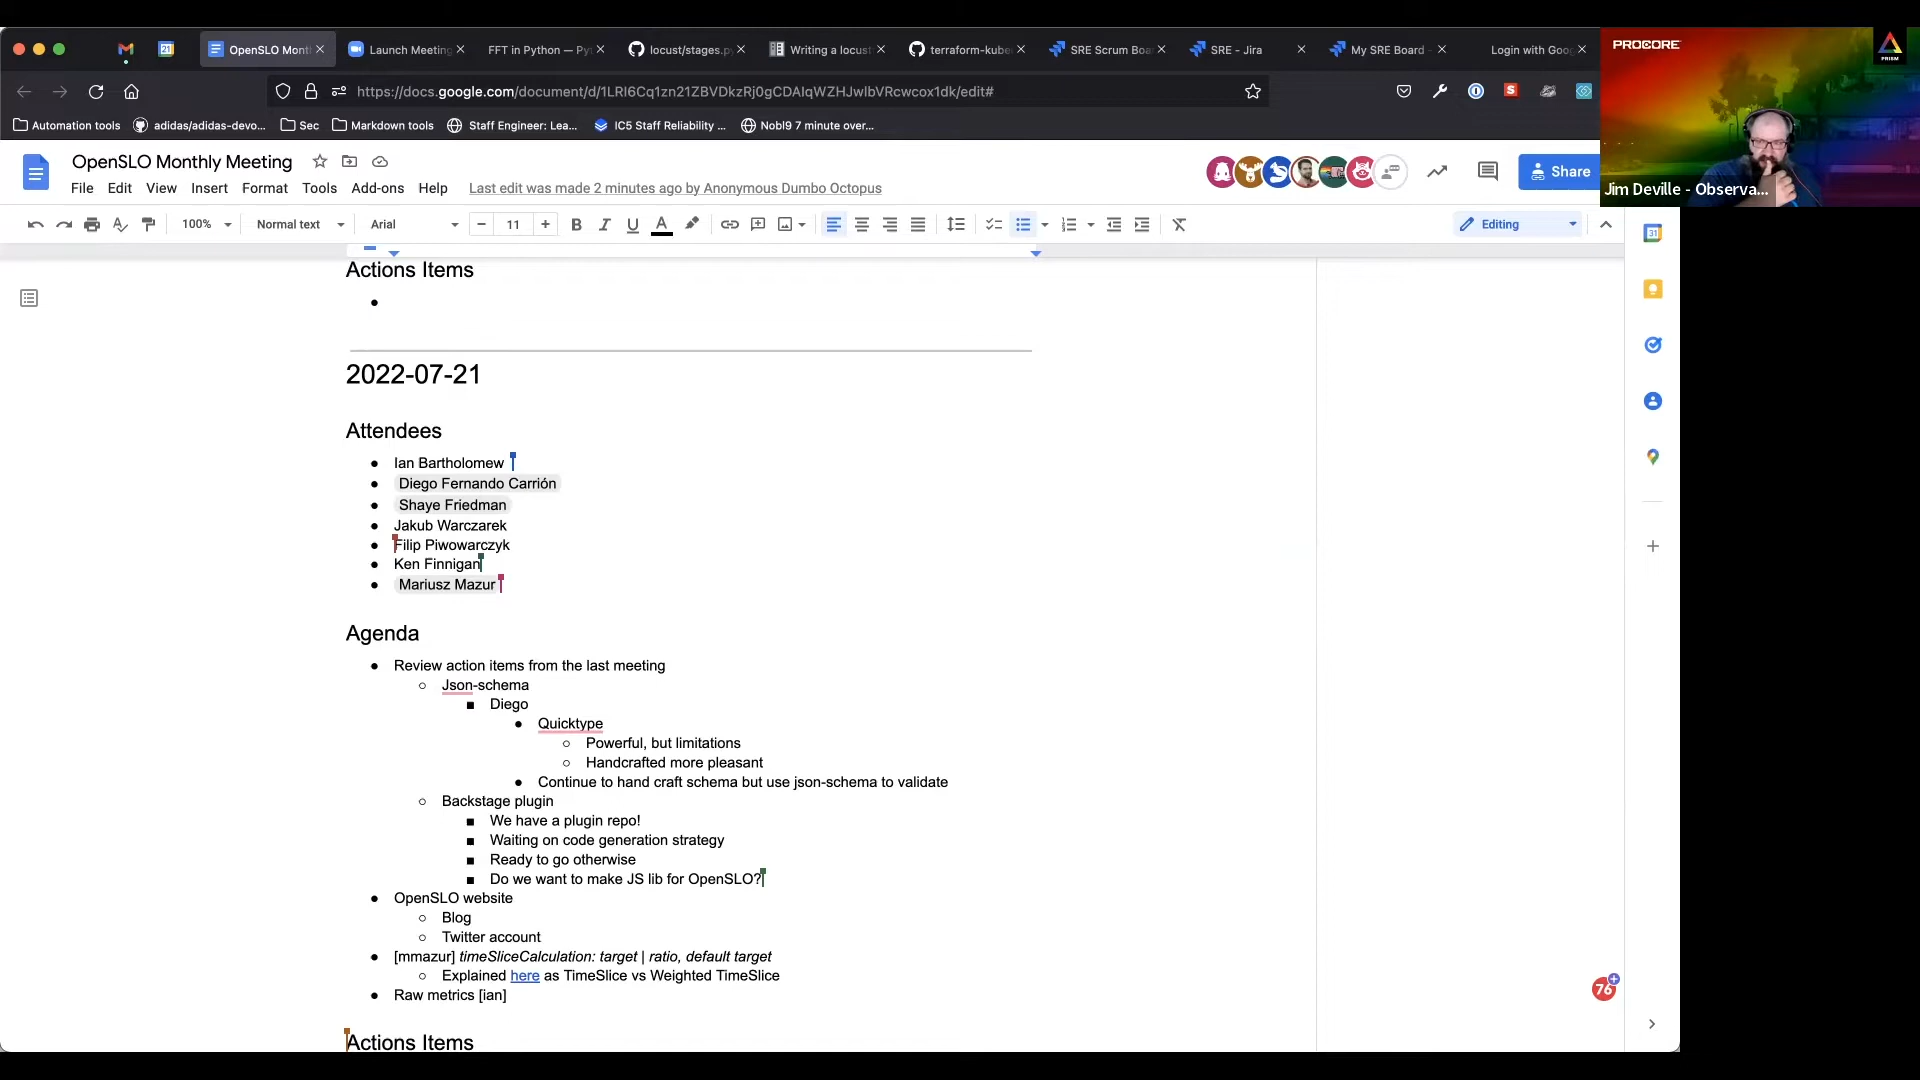 OpenSLO Mont
Launch Meeting
FFT in Python — Py
locust/stages.p
Writing a locus
terraform-kube
SRE Scrum Boa
SRE - Jira
My SRE Board -
Login with Goo
https://docs.google.com/document/d/1LRI6Cq1zn21ZBVDkzRj0gCDAIqWZHJwIbVRcwcox1dk/edit#
Automation tools
adidas/adidas-devo...
Sec
Markdown tools
Staff Engineer: Lea...
IC5 Staff Reliability ...
Nobl9 7 minute over...
PROCORE
PRISM
Jim Deville - Observa...
OpenSLO Monthly Meeting
File Edit View Insert Format Tools Add-ons Help
Last edit was made 2 minutes ago by Anonymous Dumbo Octopus
Share
100% Normal text Arial 11
Editing
Actions Items
2022-07-21
Attendees
Ian Bartholomew
Diego Fernando Carrión
Shaye Friedman
Jakub Warczarek
Filip Piwowarczyk
Ken Finnigan
Mariusz Mazur
Agenda
Review action items from the last meeting
Json-schema
Diego
Quicktype
Powerful, but limitations
Handcrafted more pleasant
Continue to hand craft schema but use json-schema to validate
Backstage plugin
We have a plugin repo!
Waiting on code generation strategy
Ready to go otherwise
Do we want to make JS lib for OpenSLO?
OpenSLO website
Blog
Twitter account
[mmazur] timeSliceCalculation: target | ratio, default target
Explained here as TimeSlice vs Weighted TimeSlice
Raw metrics [ian]
76
Actions Items